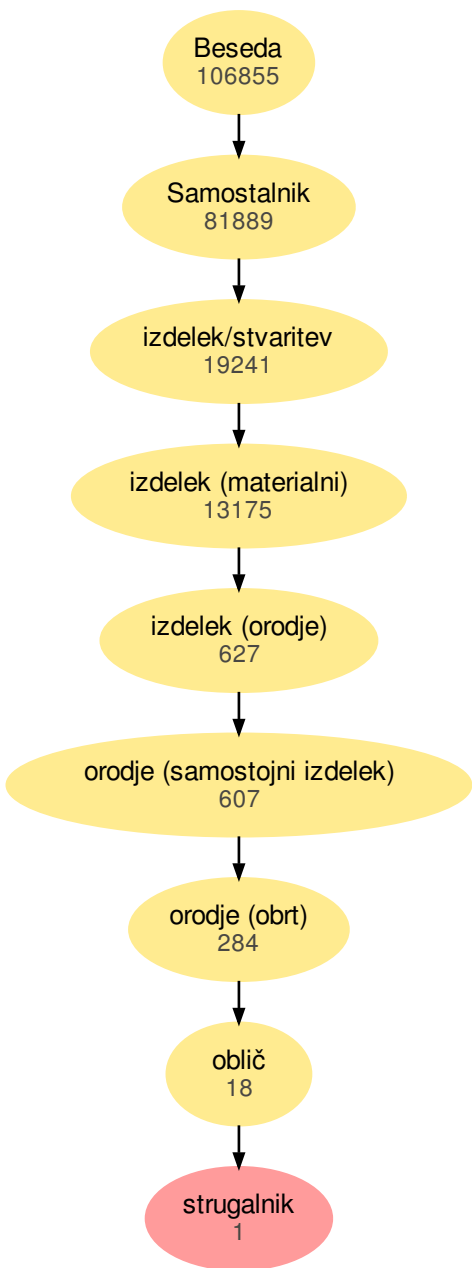 Beseda
106855
Samostalnik
81889
izdelek/stvaritev
19241
izdelek (materialni)
13175
izdelek (orodje)
627
orodje (samostojni izdelek)
607
orodje (obrt)
284
oblič
18
strugalnik
1